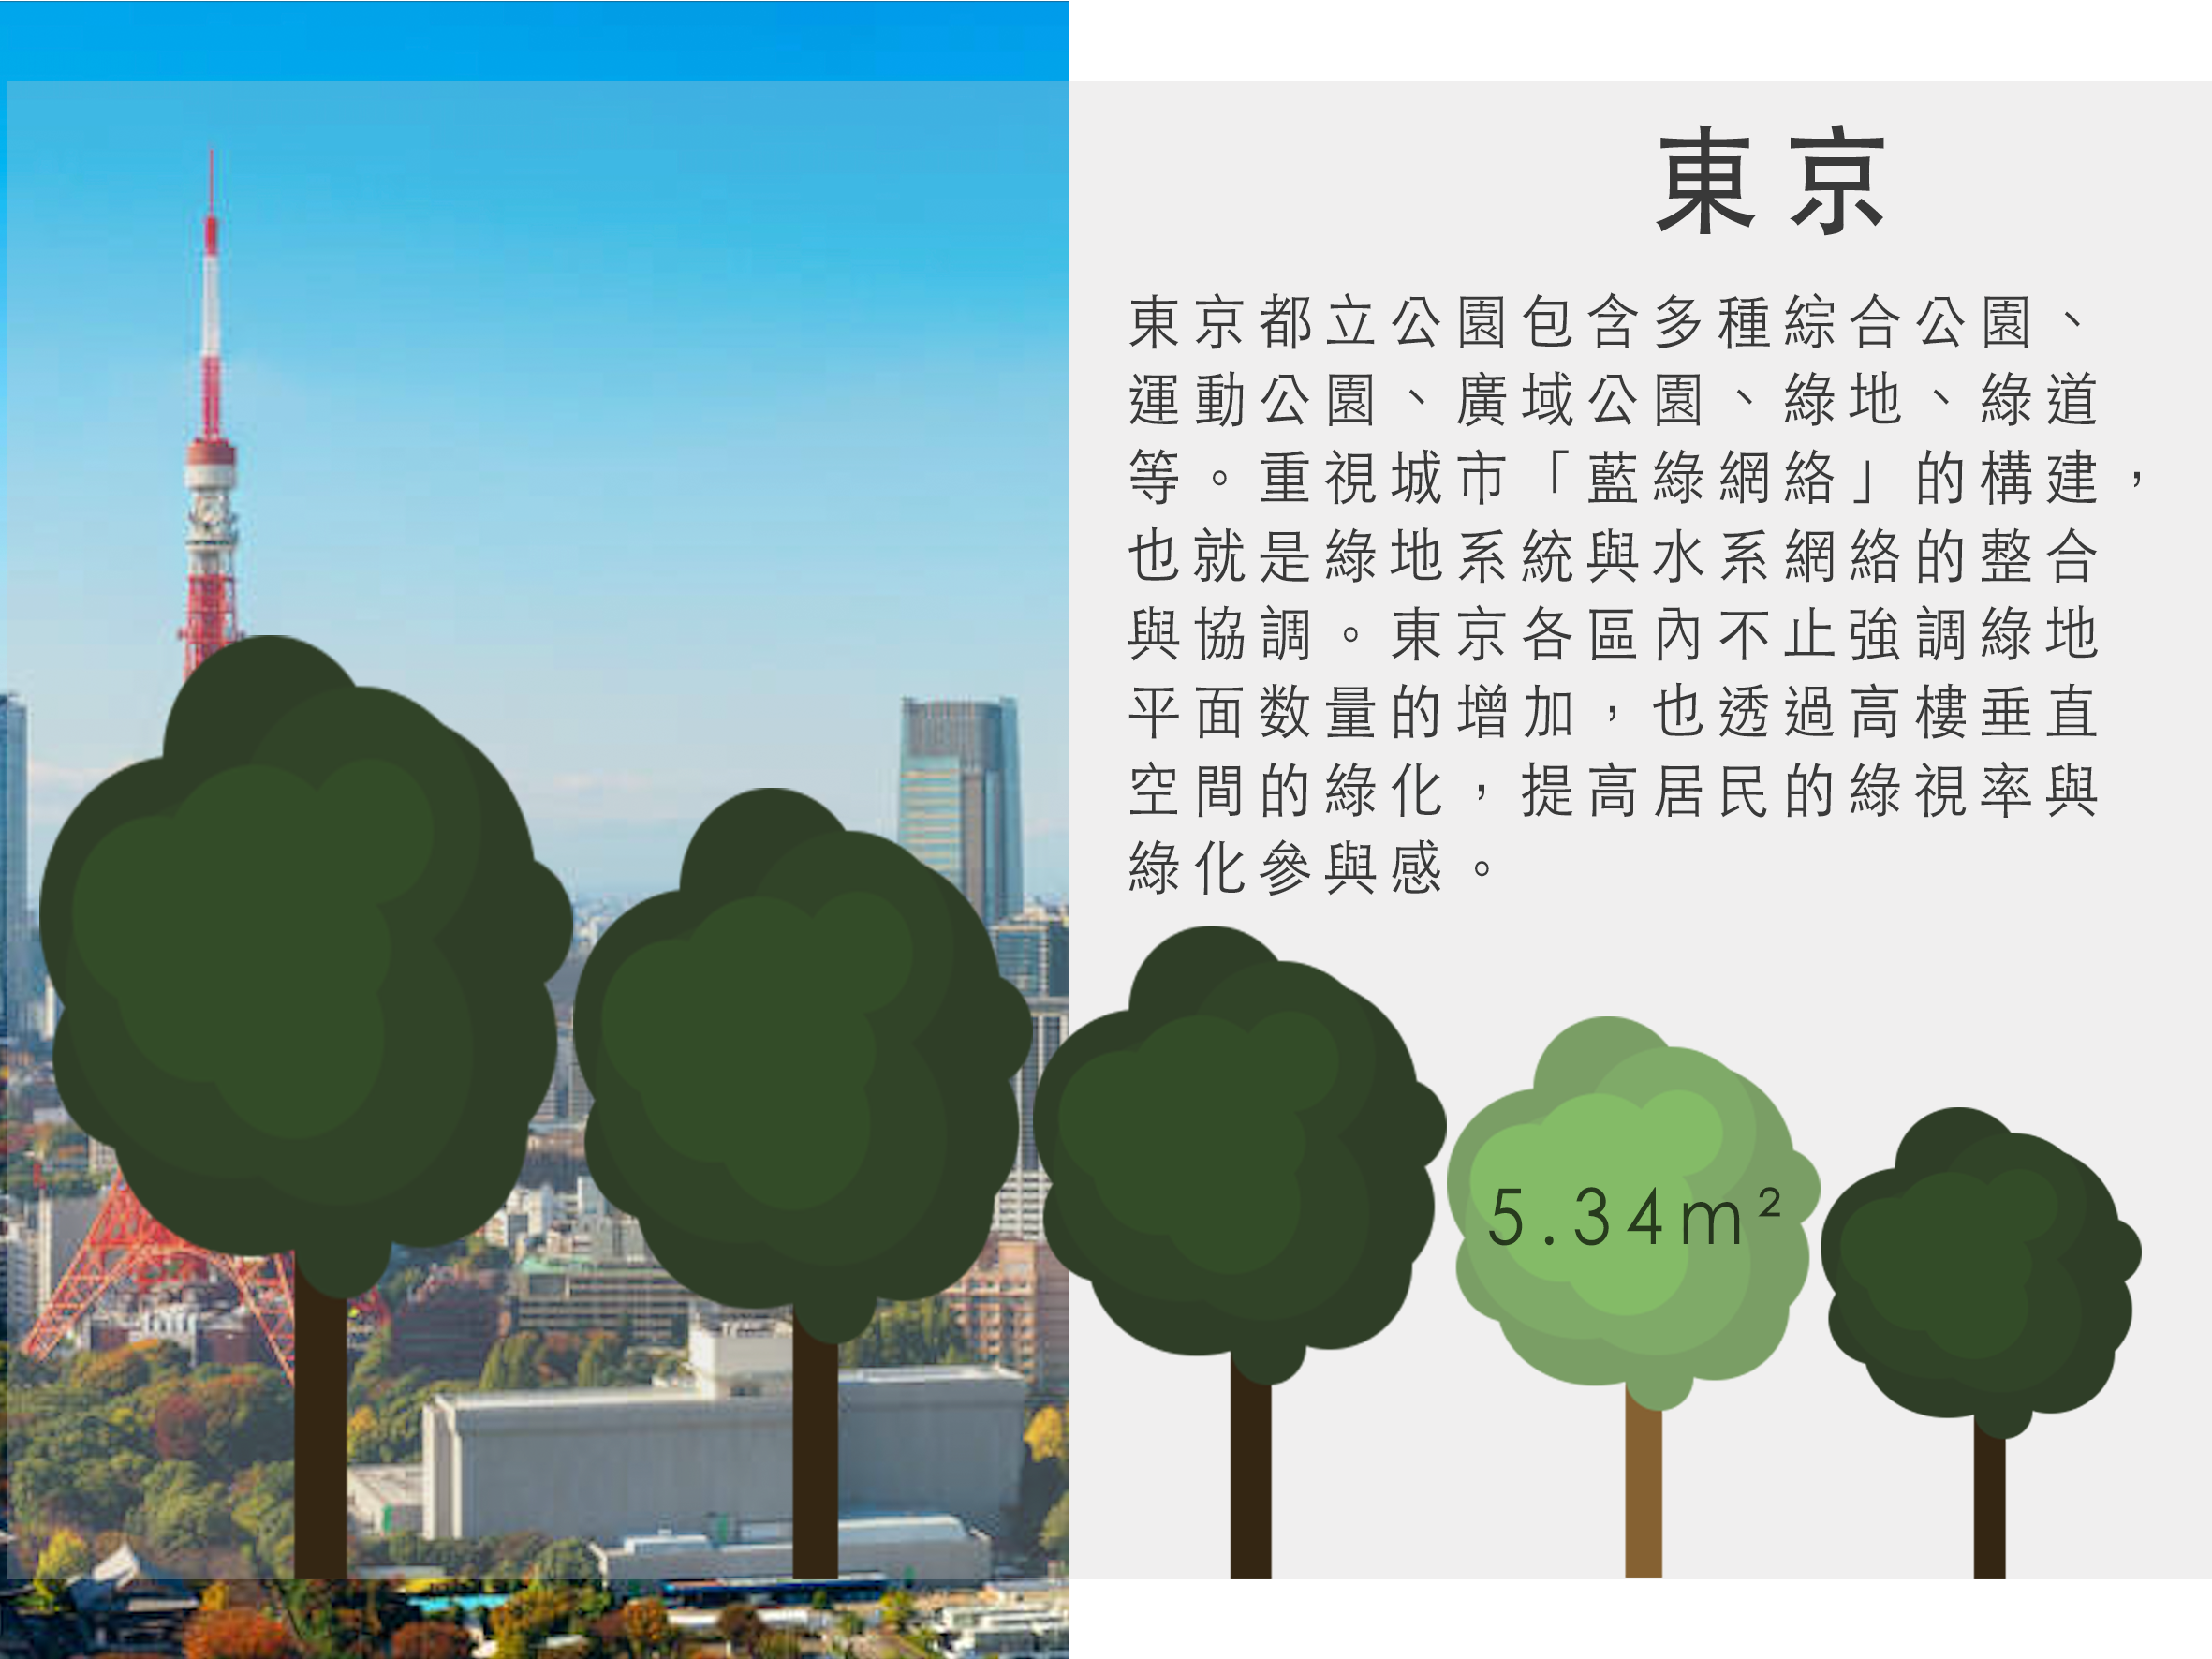 東京
東京都立公園包含多種綜合公園、
運動公園、廣域公園、綠地、綠道
等。重視城市「藍綠網絡」的構建，
也就是綠地系統與水系網絡的整合
與協調。東京各區內不止強調綠地
平面数量的增加，也透過高樓垂直
空間的綠化，提高居民的綠視率與
綠化參與感。
5.34m²